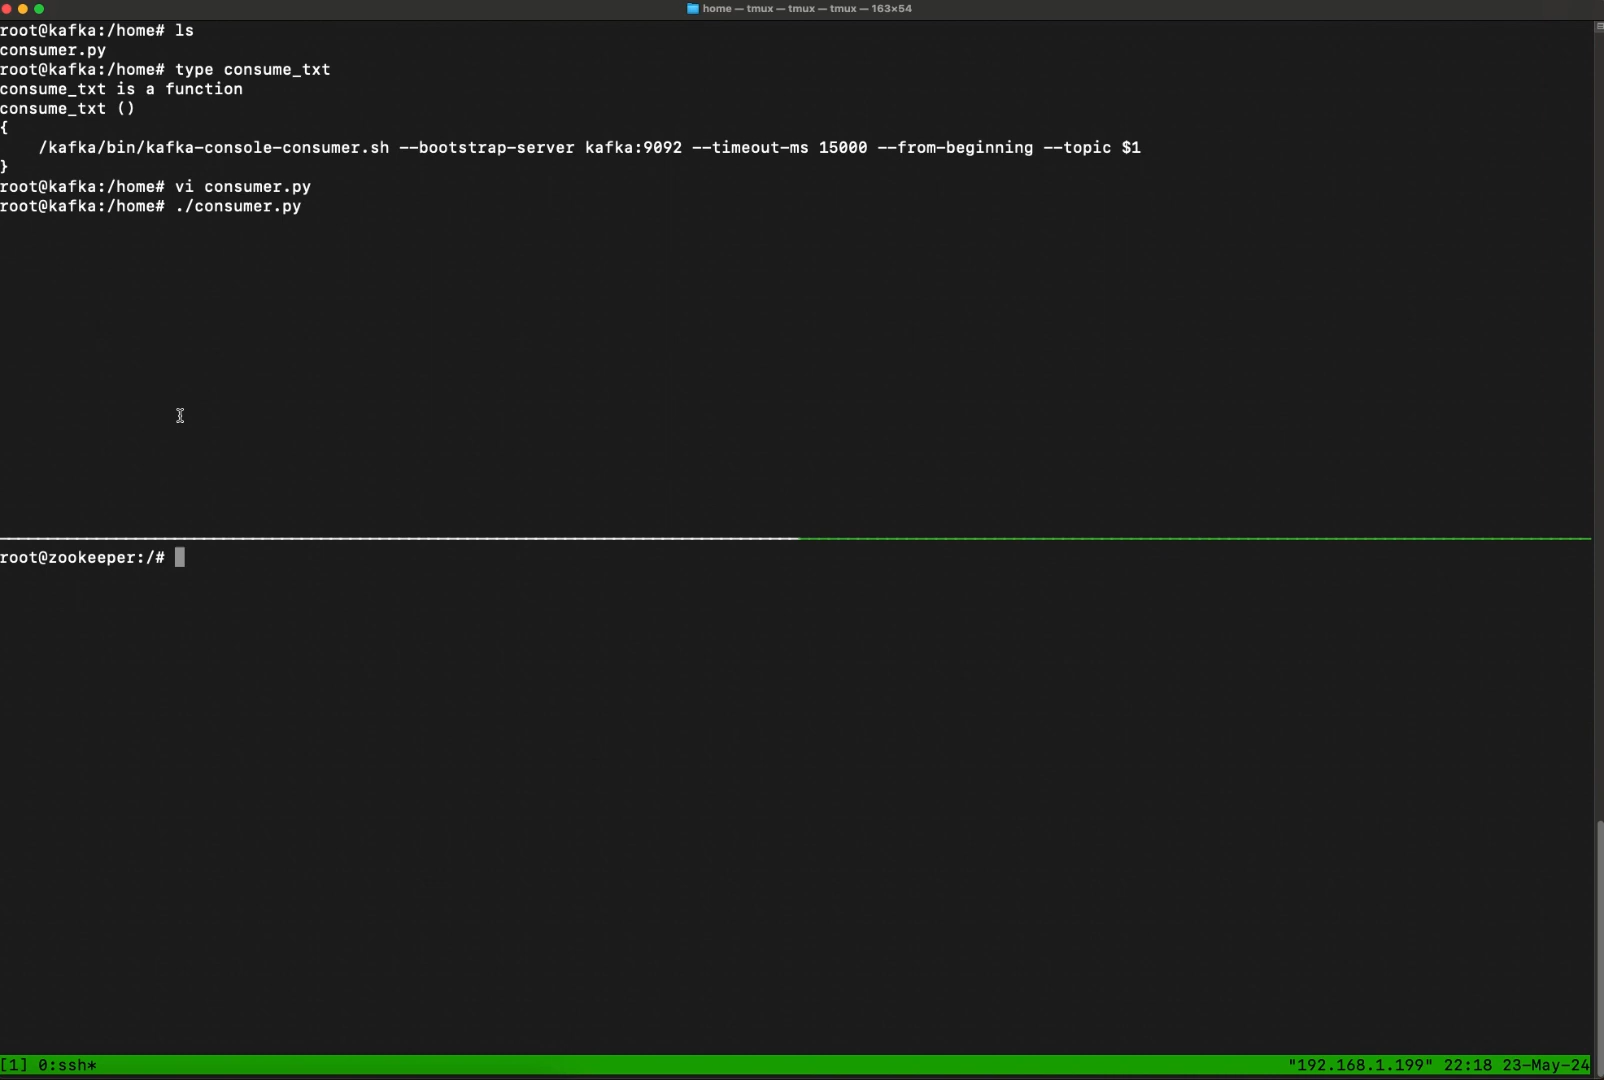 home — tmux — tmux — tmux — 163×54
root@kafka:/home# ls
consumer.py
root@kafka:/home# type consume_txt
consume_txt is a function
consume_txt ()
{
    /kafka/bin/kafka-console-consumer.sh --bootstrap-server kafka:9092 --timeout-ms 15000 --from-beginning --topic $1
}
root@kafka:/home# vi consumer.py
root@kafka:/home# ./consumer.py
root@zookeeper:/#
[1] 0:ssh* "192.168.1.199" 22:18 23-May-24